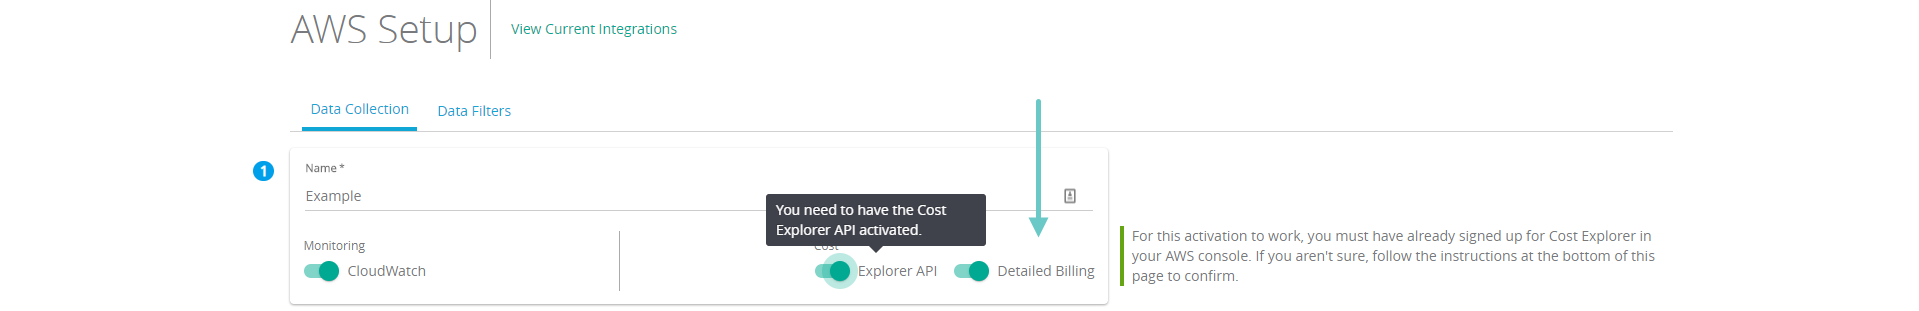 AWS Setup
View Current Integrations
Data Collection
Data Filters
1
Name *
Example
You need to have the Cost
Explorer API activated.
Monitoring
Cost
CloudWatch
Explorer API
Detailed Billing
For this activation to work, you must have already signed up for Cost Explorer in
your AWS console. If you aren't sure, follow the instructions at the bottom of this
page to confirm.